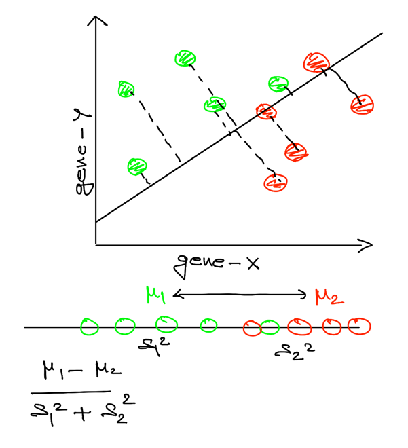 gene-Y
gene-X
μ1 μ2
s1² s2²
μ1 - μ2
s1² + s2²